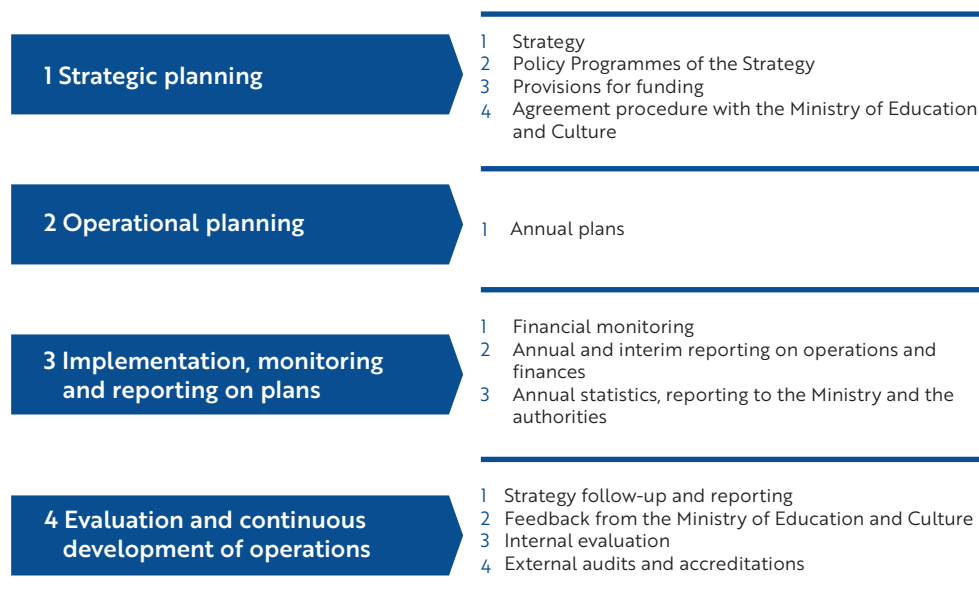 1 Strategic planning
1 Strategy
2 Policy Programmes of the Strategy
3 Provisions for funding
4 Agreement procedure with the Ministry of Education
and Culture
2 Operational planning
1 Annual plans
3 Implementation, monitoring
and reporting on plans
1 Financial monitoring
2 Annual and interim reporting on operations and
finances
3 Annual statistics, reporting to the Ministry and the
authorities
4 Evaluation and continuous
development of operations
1 Strategy follow-up and reporting
2 Feedback from the Ministry of Education and Culture
3 Internal evaluation
4 External audits and accreditations